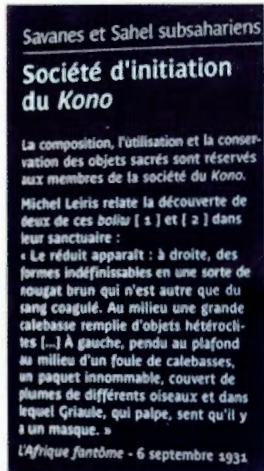 Savanes et Sahel subsahariens
Société d'initiation
du Kono
La composition, l'utilisation et la conser-
vation des objets sacrés sont réservés
aux membres de la société du Kono.
Michel Leiris relate la découverte de
deux de ces boliw [ 1 ] et [ 2 ] dans
leur sanctuaire :
« Le réduit apparaît : à droite, des
formes indéfinissables en une sorte de
nougat brun qui n'est autre que du
sang coagulé. Au milieu une grande
calebasse remplie d'objets hétérocli-
tes [...] À gauche, pendu au plafond
au milieu d'un foule de calebasses,
un paquet innommable, couvert de
plumes de différents oiseaux et dans
lequel Griaule, qui palpe, sent qu'il y
a un masque. »
L'Afrique fantôme - 6 septembre 1931